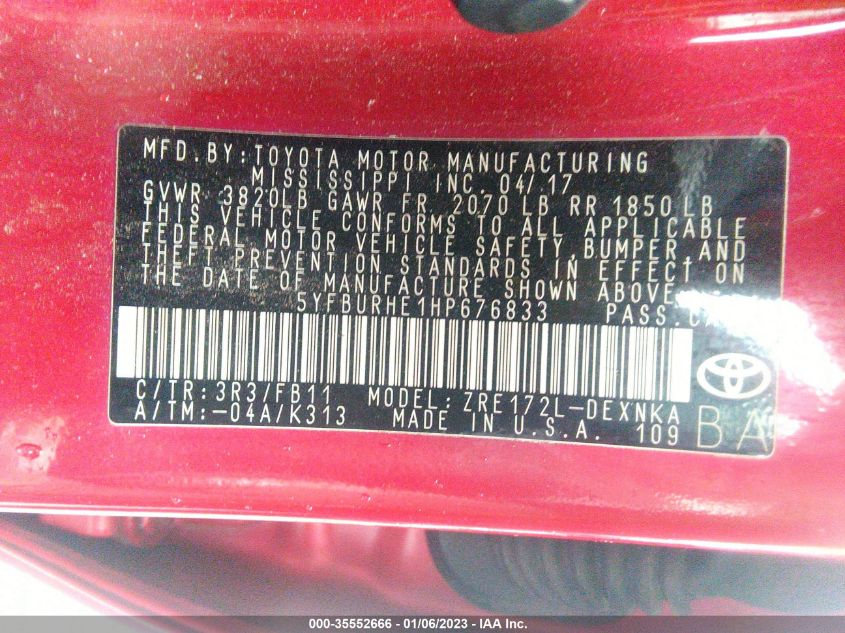 MFD.BY:TOYOTA MOTOR MANUFACTURING
MISSISSIPPI INC. 04/17
GVWR 3820LB GAWR FR 2070 LB RR 1850 LB
THIS VEHICLE CONFORMS TO ALL APPLICABLE
FEDERAL MOTOR VEHICLE SAFETY,BUMPER,AND
THEFT PREVENTION STANDARDS IN EFFECT ON
THE DATE OF MANUFACTURE SHOWN ABOVE.
5YFBURHE1HP676833 PASS.
C/TR:3R3/FB11 MODEL:ZRE172L-DEXNKA
A/TM:-04A/K313 MADE IN U.S.A. 109
BA
000-35552666 - 01/06/2023 - IAA Inc.